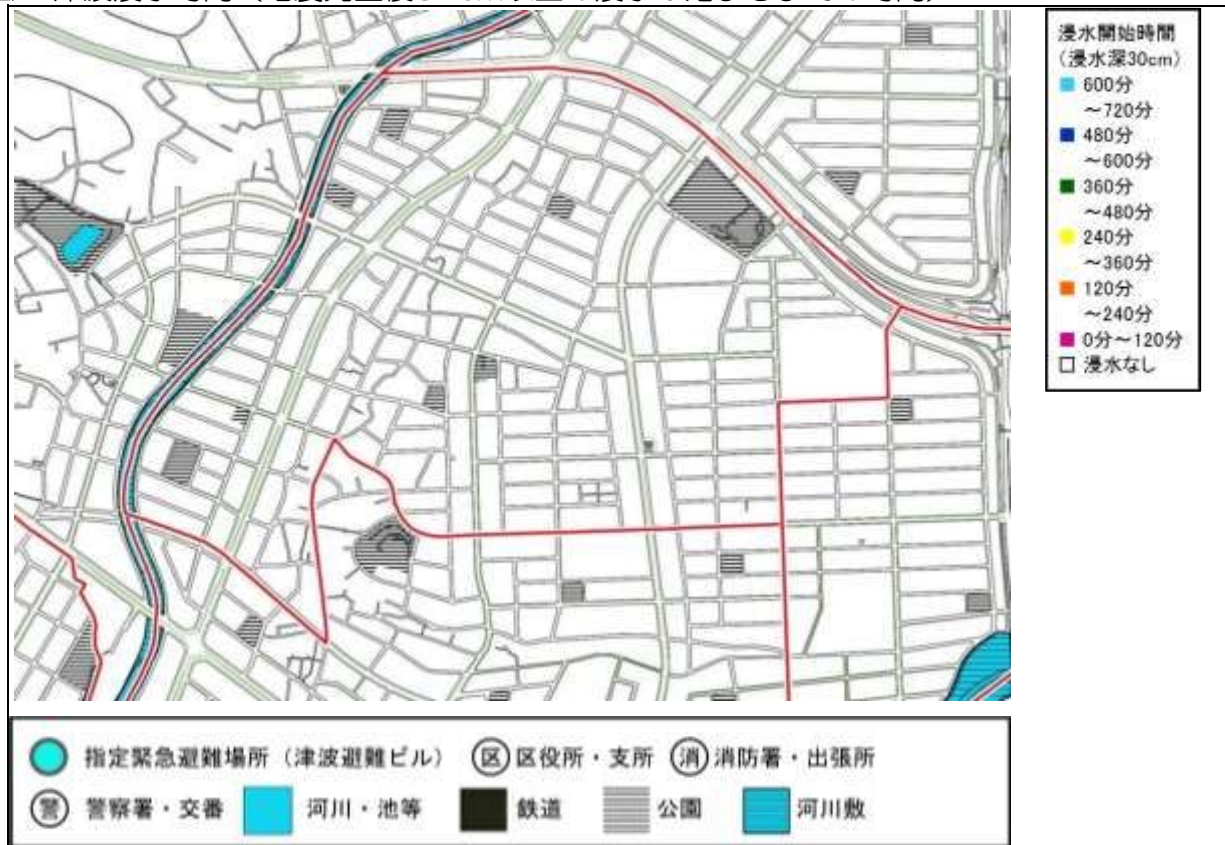 浸水開始時間
(浸水深30cm)
600分
～720分
480分
～600分
360分
～480分
240分
～360分
120分
～240分
0分～120分
浸水なし
指定緊急避難場所（津波避難ビル） 区 区役所・支所 消 消防署・出張所
警 警察署・交番 河川・池等 鉄道 公園 河川敷